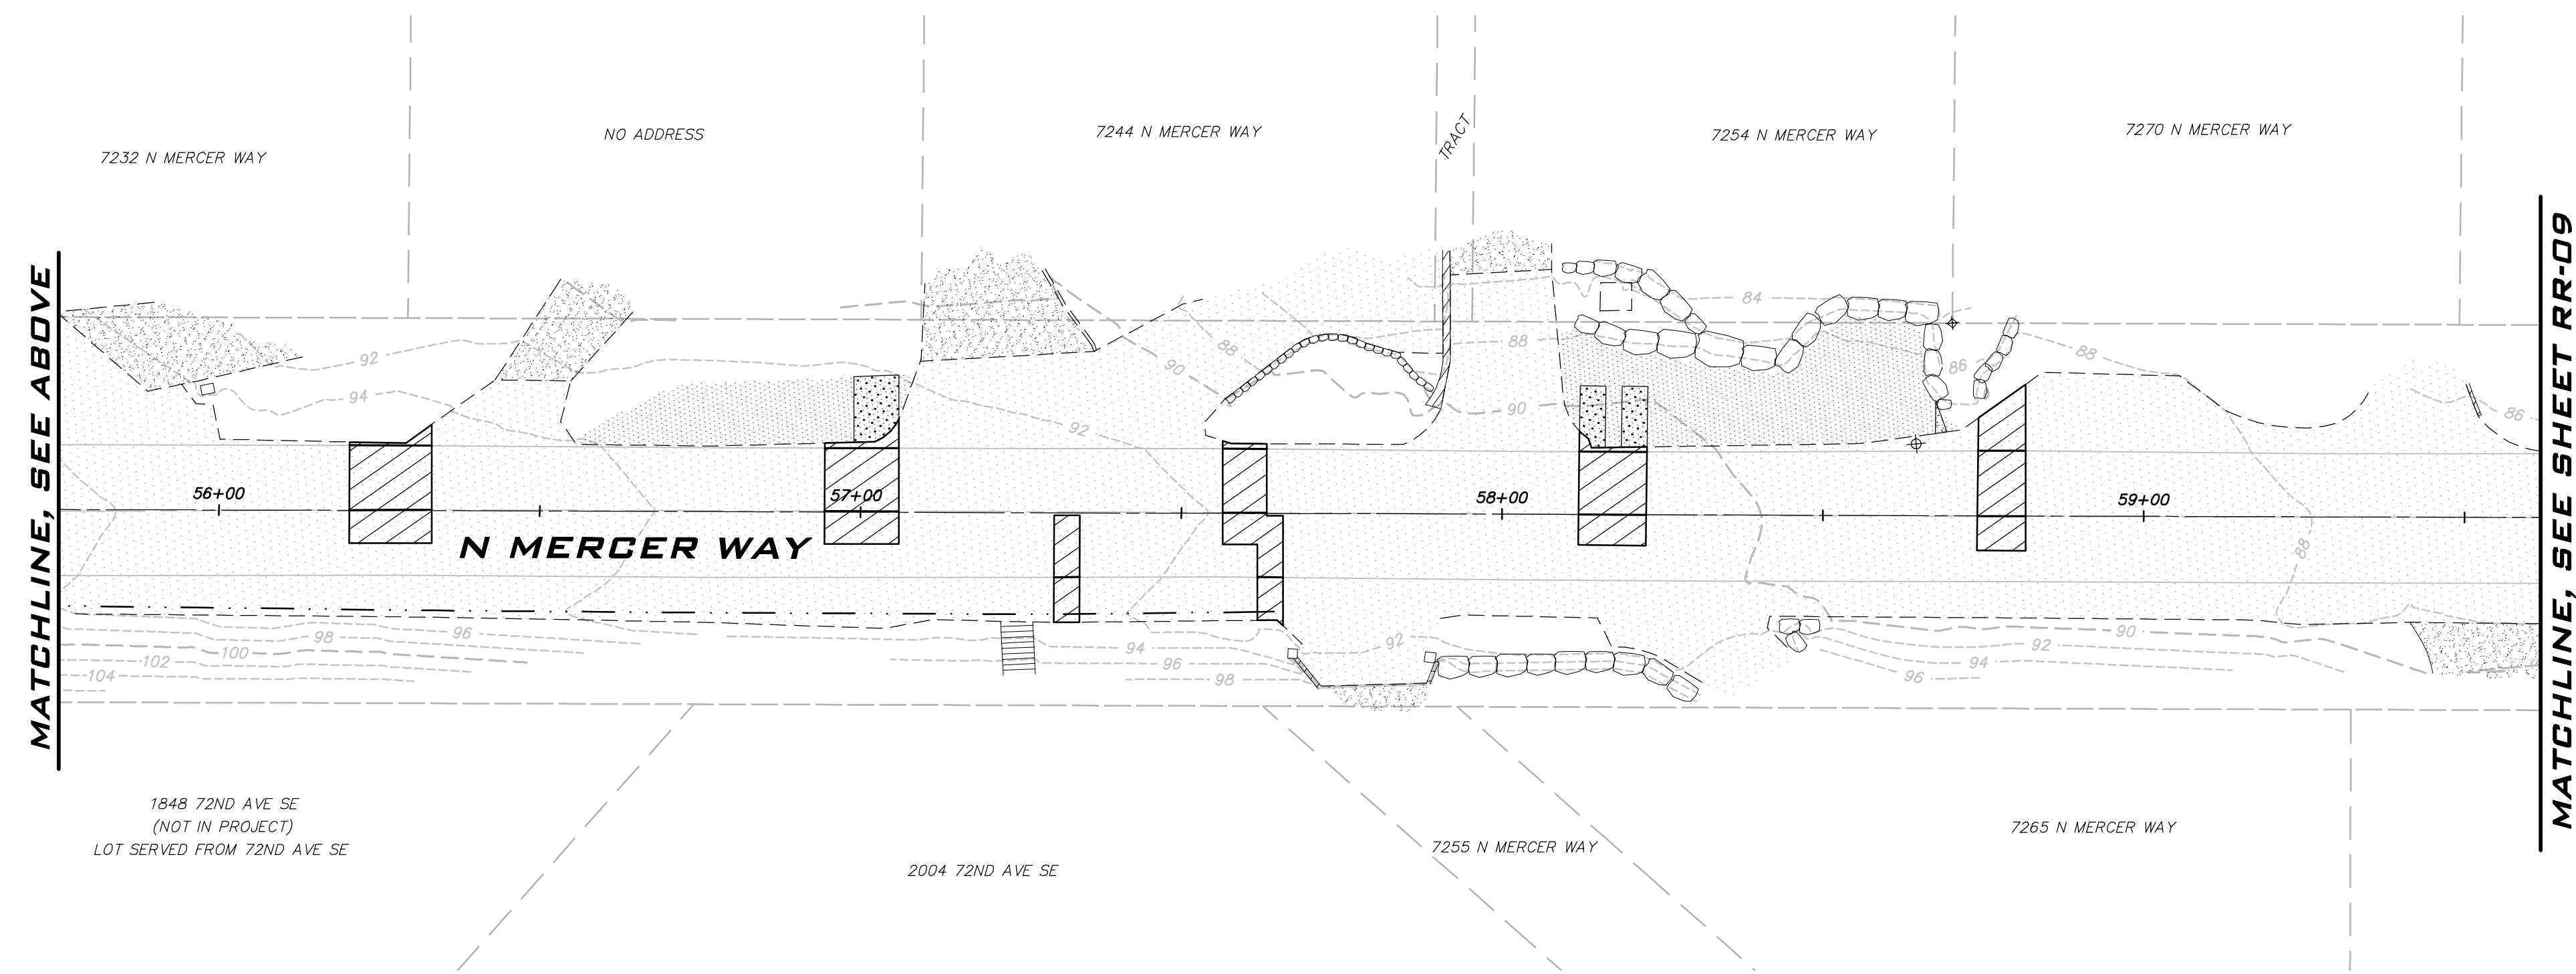 7232 N MERCER WAY
NO ADDRESS
7244 N MERCER WAY
TRACT
7254 N MERCER WAY
7270 N MERCER WAY
MATCHLINE, SEE ABOVE
MATCHLINE, SEE SHEET RR-09
84
92
88
88
88
90
86
94
90
92
86
56+00
57+00
58+00
59+00
N MERCER WAY
88
98
96
100
102
104
94
96
98
92
90
92
94
96
1848 72ND AVE SE
(NOT IN PROJECT)
LOT SERVED FROM 72ND AVE SE
2004 72ND AVE SE
7255 N MERCER WAY
7265 N MERCER WAY